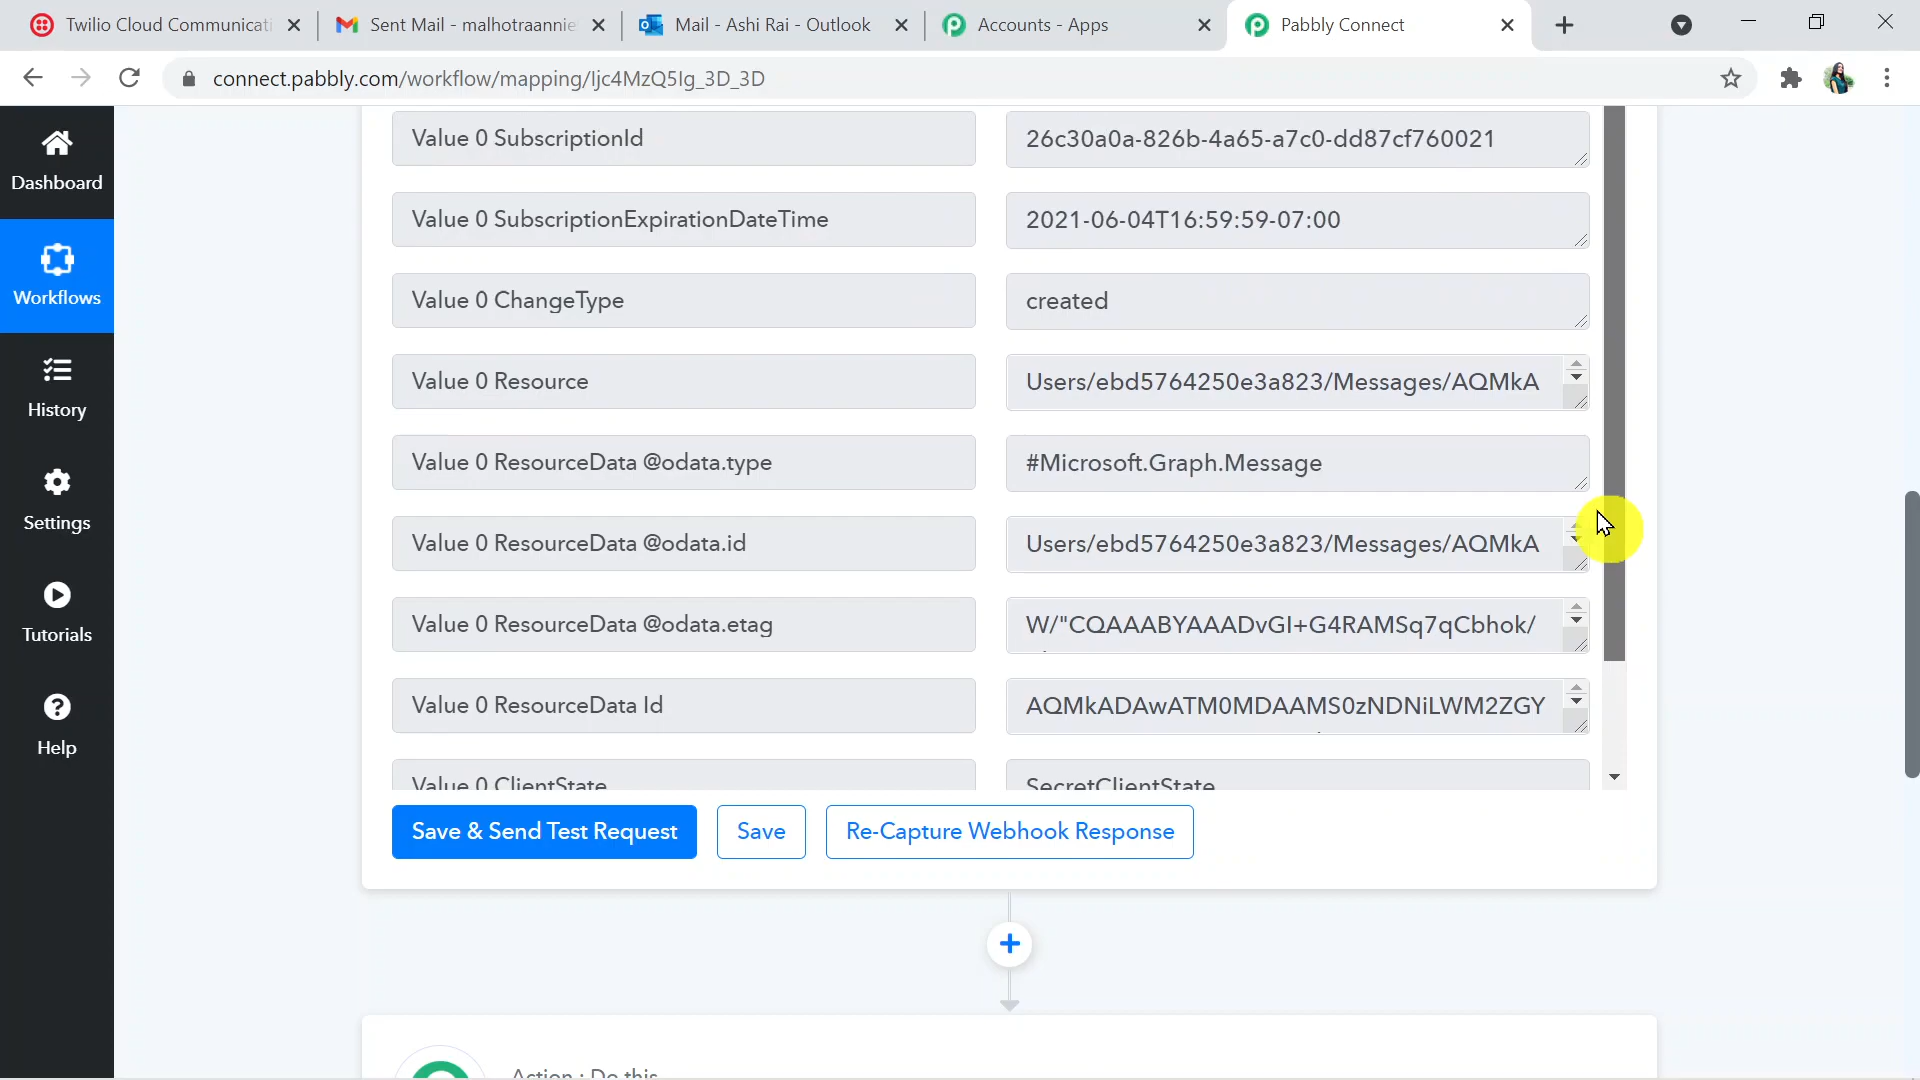 Twilio Cloud Communicati
Sent Mail - malhotraannie
Mail - Ashi Rai - Outlook
Accounts - Apps
Pabbly Connect
connect.pabbly.com/workflow/mapping/Ijc4MzQ5Ig_3D_3D
Dashboard
Workflows
History
Settings
Tutorials
Help
Value 0 SubscriptionId
26c30a0a-826b-4a65-a7c0-dd87cf760021
Value 0 SubscriptionExpirationDateTime
2021-06-04T16:59:59-07:00
Value 0 ChangeType
created
Value 0 Resource
Users/ebd5764250e3a823/Messages/AQMkA
Value 0 ResourceData @odata.type
#Microsoft.Graph.Message
Value 0 ResourceData @odata.id
Users/ebd5764250e3a823/Messages/AQMkA
Value 0 ResourceData @odata.etag
W/"CQAAABYAAADvGI+G4RAMSq7qCbhok/
Value 0 ResourceData Id
AQMkADAwATM0MDAAMS0zNDNiLWM2ZGY
Value 0 ClientState
SecretClientState
Save & Send Test Request
Save
Re-Capture Webhook Response
Action : Do this